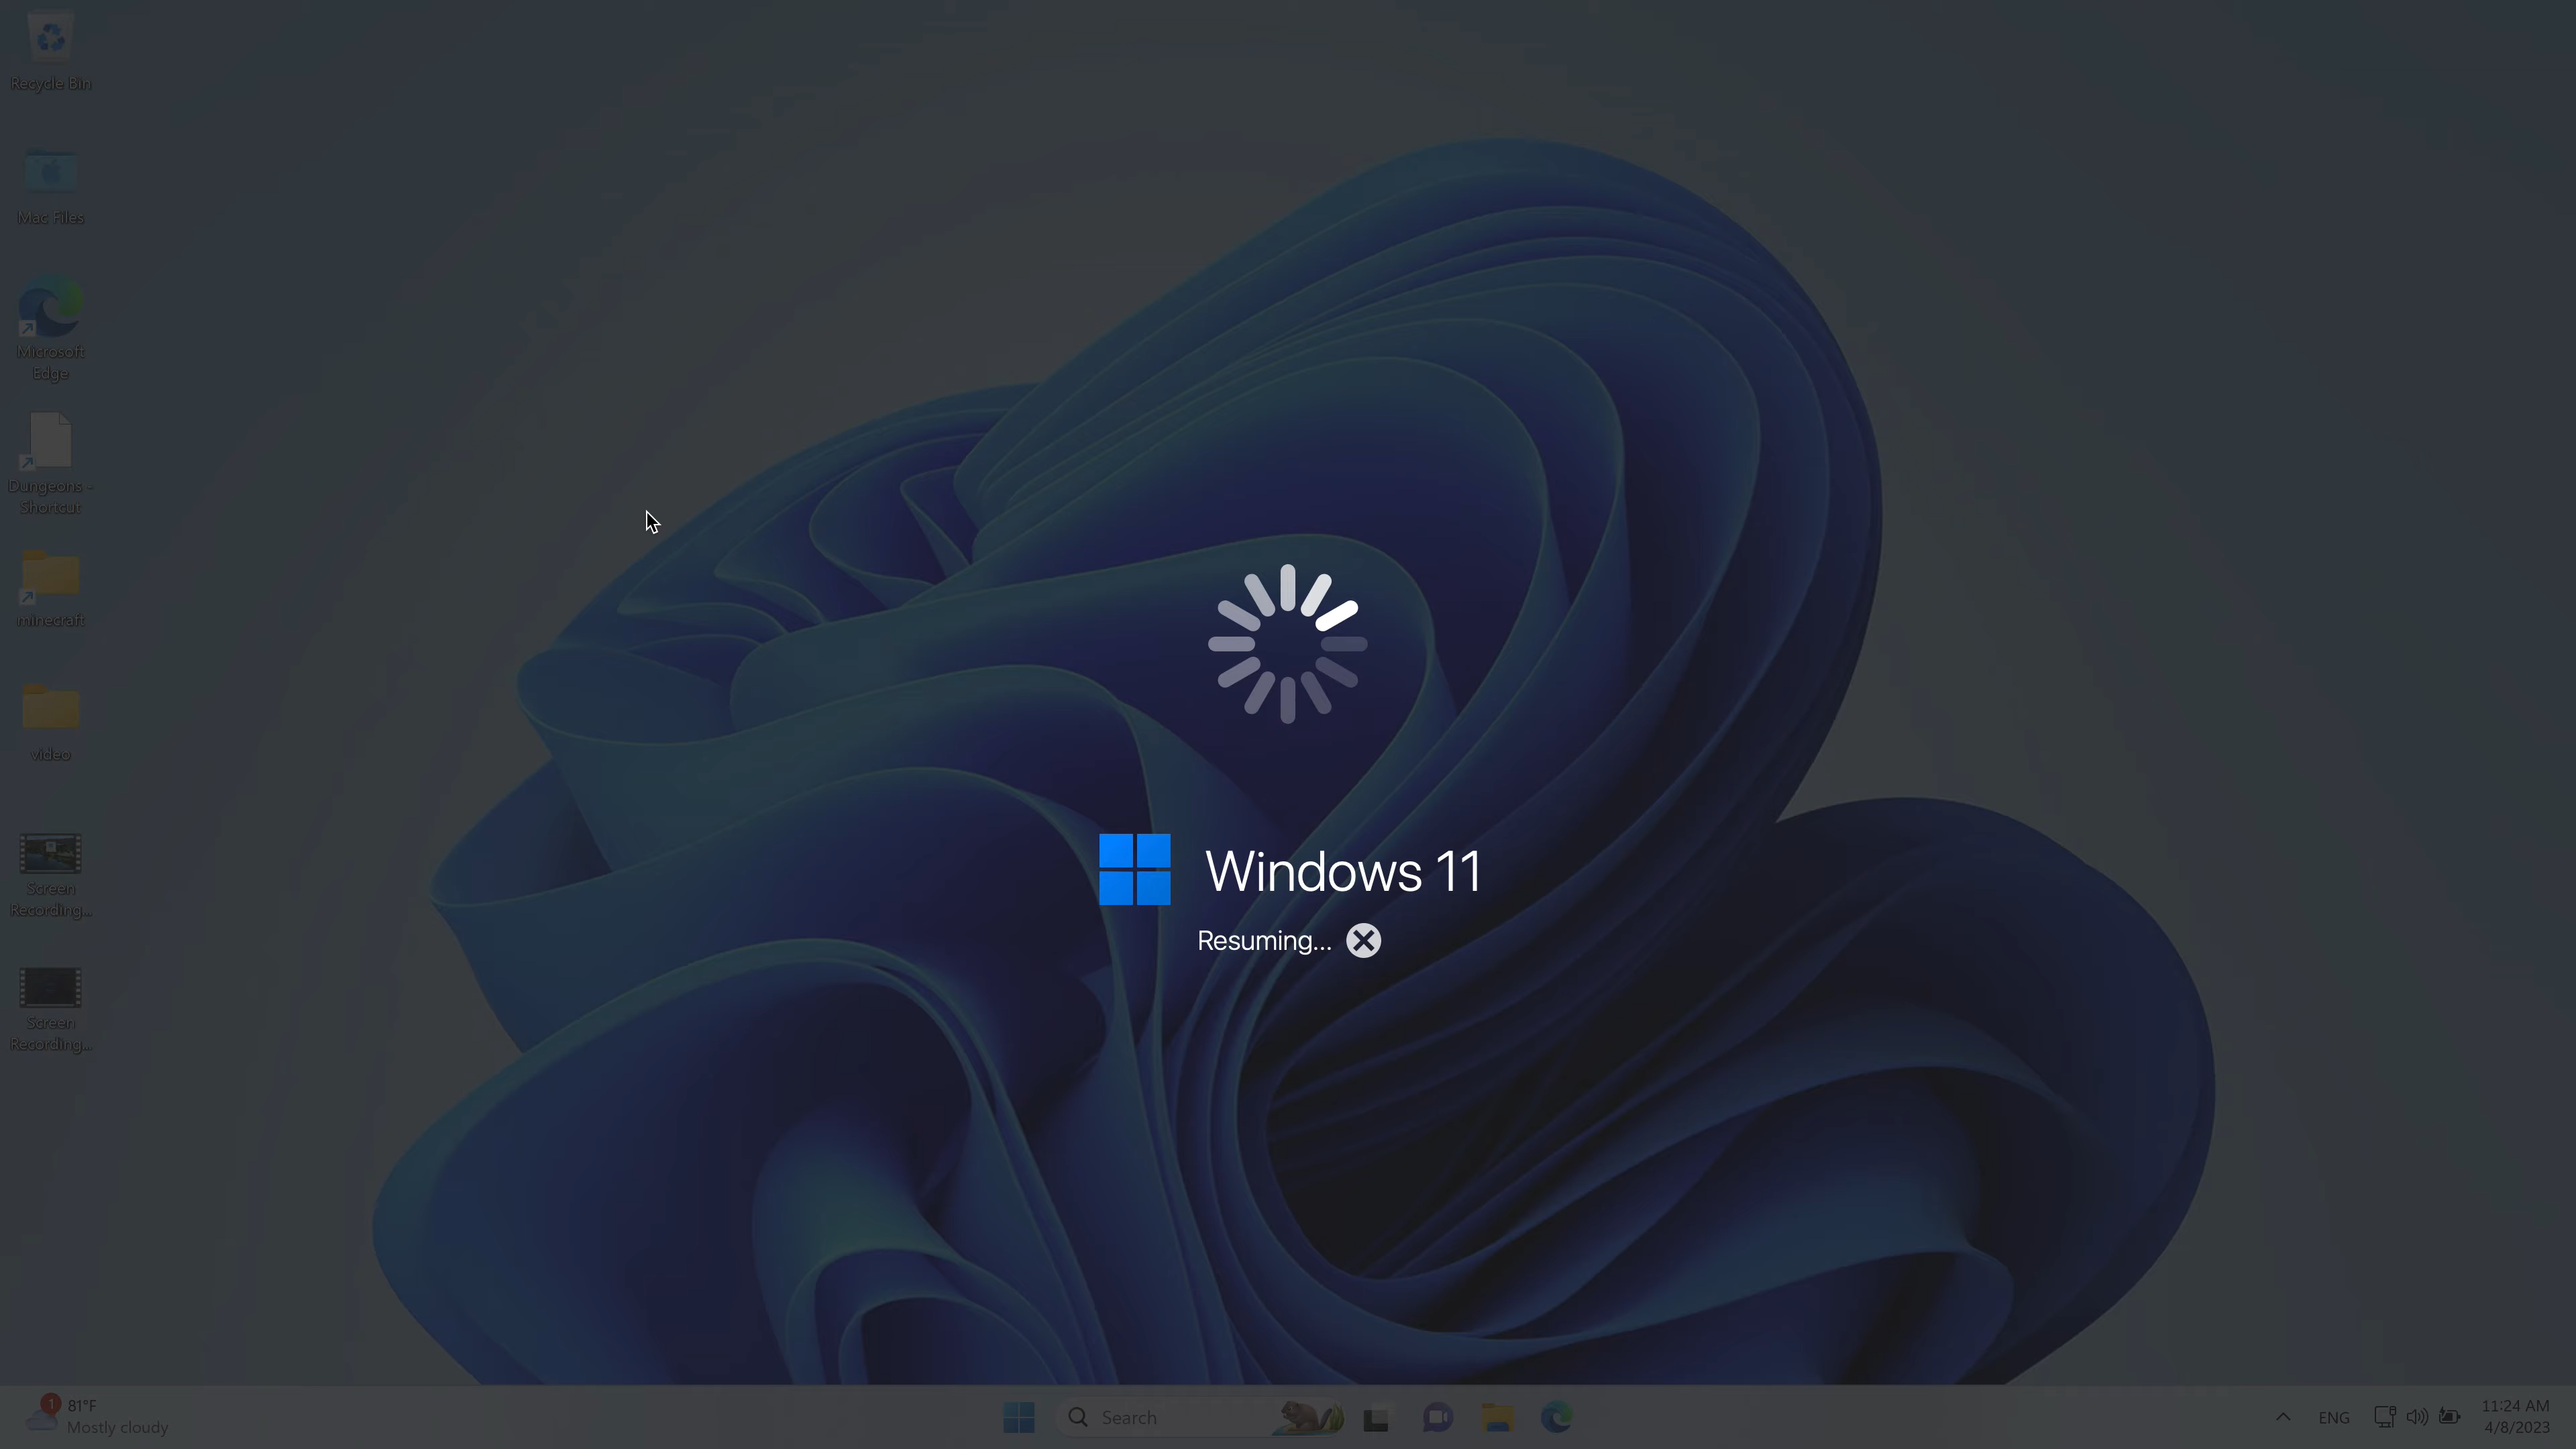 Recycle Bin
Mac Files
Microsoft
Edge
Dungeons -
Shortcut
minecraft
video
Screen
Recording...
Screen
Recording...
Windows 11
Resuming...
1
81°F
Mostly cloudy
Search
ENG
11:24 AM
4/8/2023